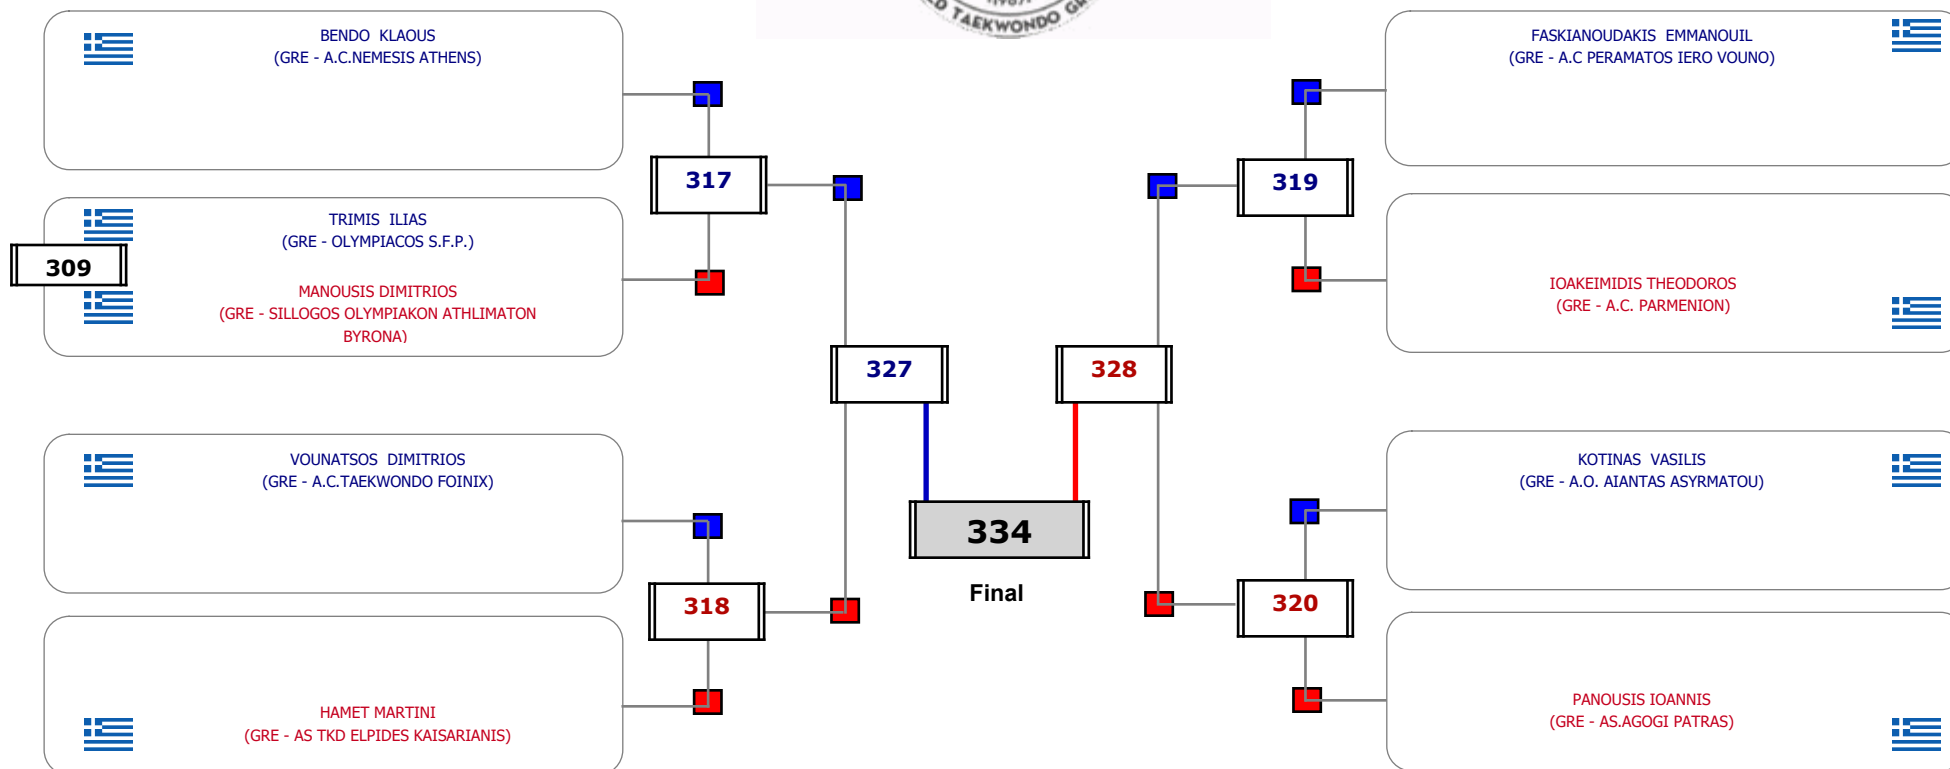 TAEKWONDO
BENDO KLAOUS
(GRE - A.C.NEMESIS ATHENS)
317
TRIMIS ILIAS
(GRE - OLYMPIACOS S.F.P.)
309
MANOUSIS DIMITRIOS
(GRE - SILLOGOS OLYMPIAKON ATHLIMATON
BYRONA)
327
VOUNATSOS DIMITRIOS
(GRE - A.C.TAEKWONDO FOINIX)
318
HAMET MARTINI
(GRE - AS TKD ELPIDES KAISARIANIS)
334
Final
FASKIANOUDAKIS EMMANOUIL
(GRE - A.C PERAMATOS IERO VOUNO)
319
IOAKEIMIDIS THEODOROS
(GRE - A.C. PARMENION)
328
KOTINAS VASILIS
(GRE - A.O. AIANTAS ASYRMATOU)
320
PANOUSIS IOANNIS
(GRE - AS.AGOGI PATRAS)